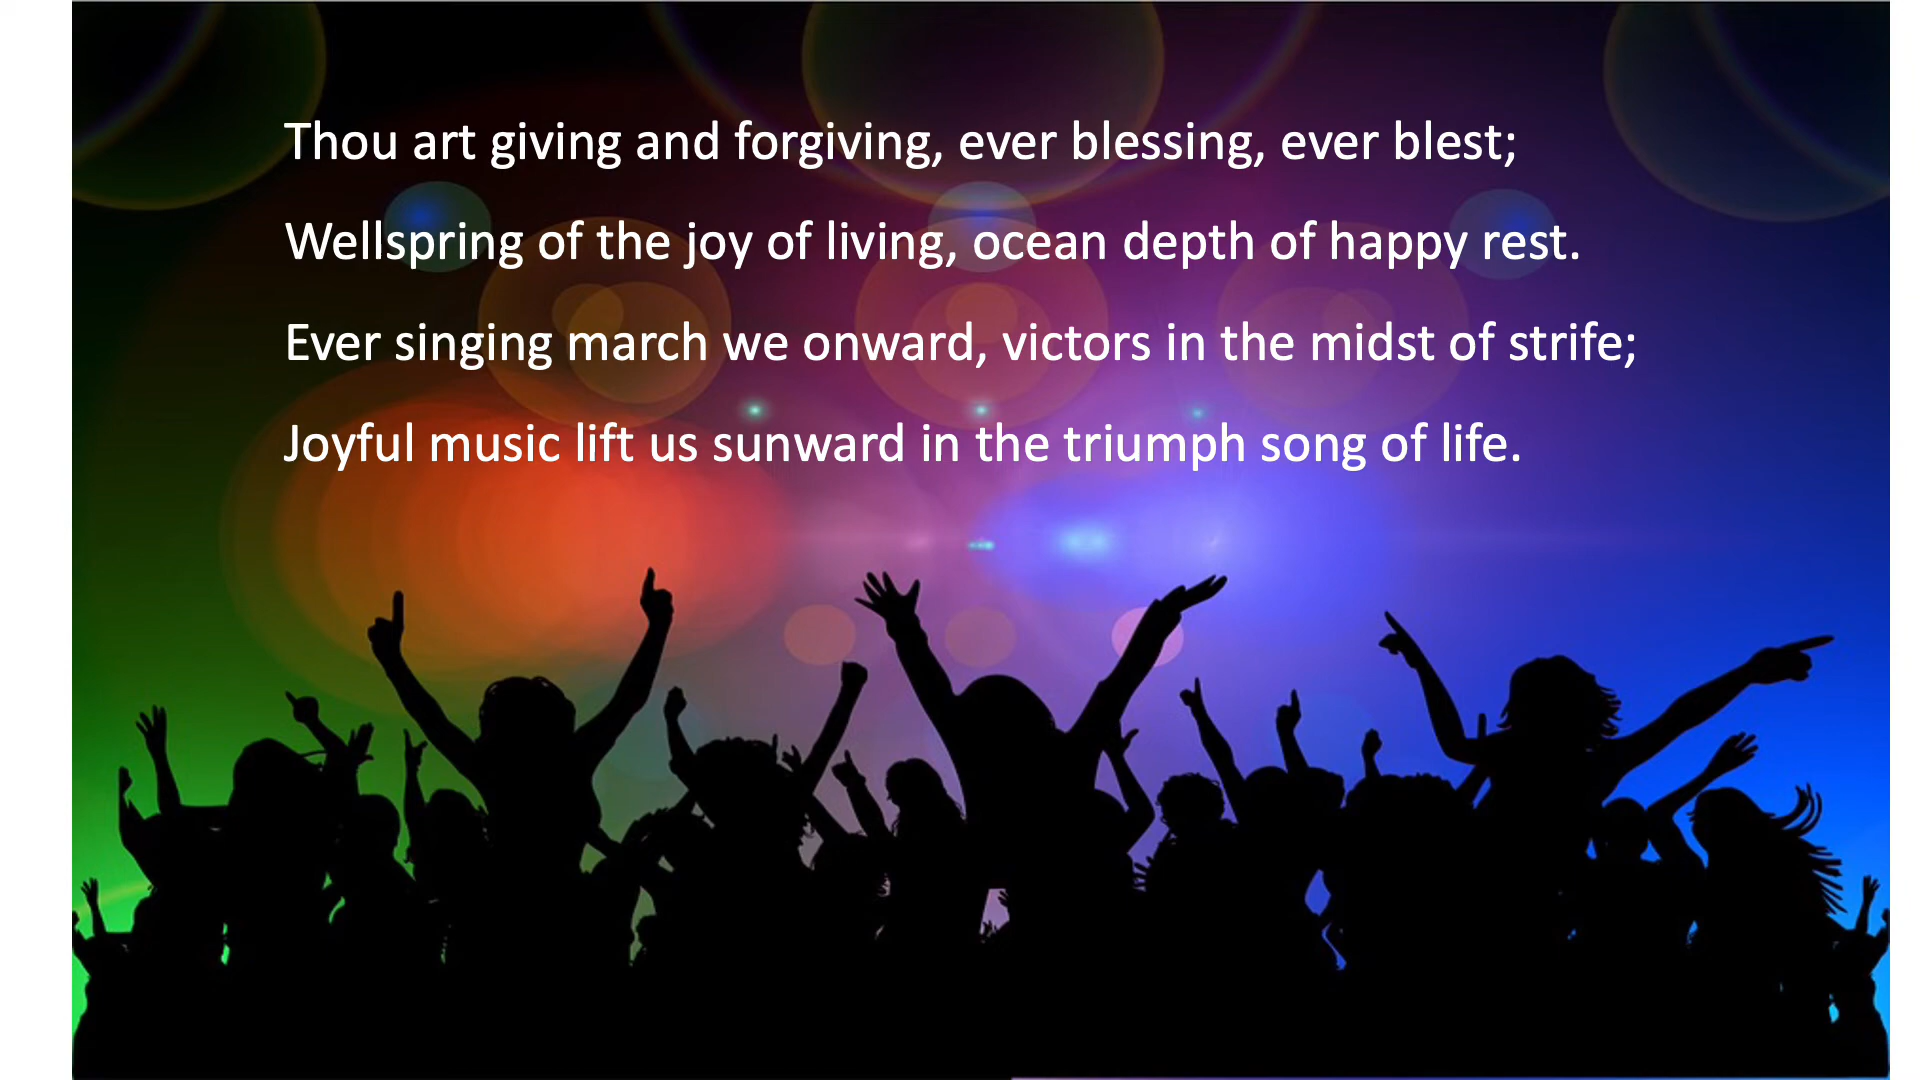 Thou art giving and forgiving, ever blessing, ever blest;
Wellspring of the joy of living, ocean depth of happy rest.
Ever singing march we onward, victors in the midst of strife;
Joyful music lift us sunward in the triumph song of life.